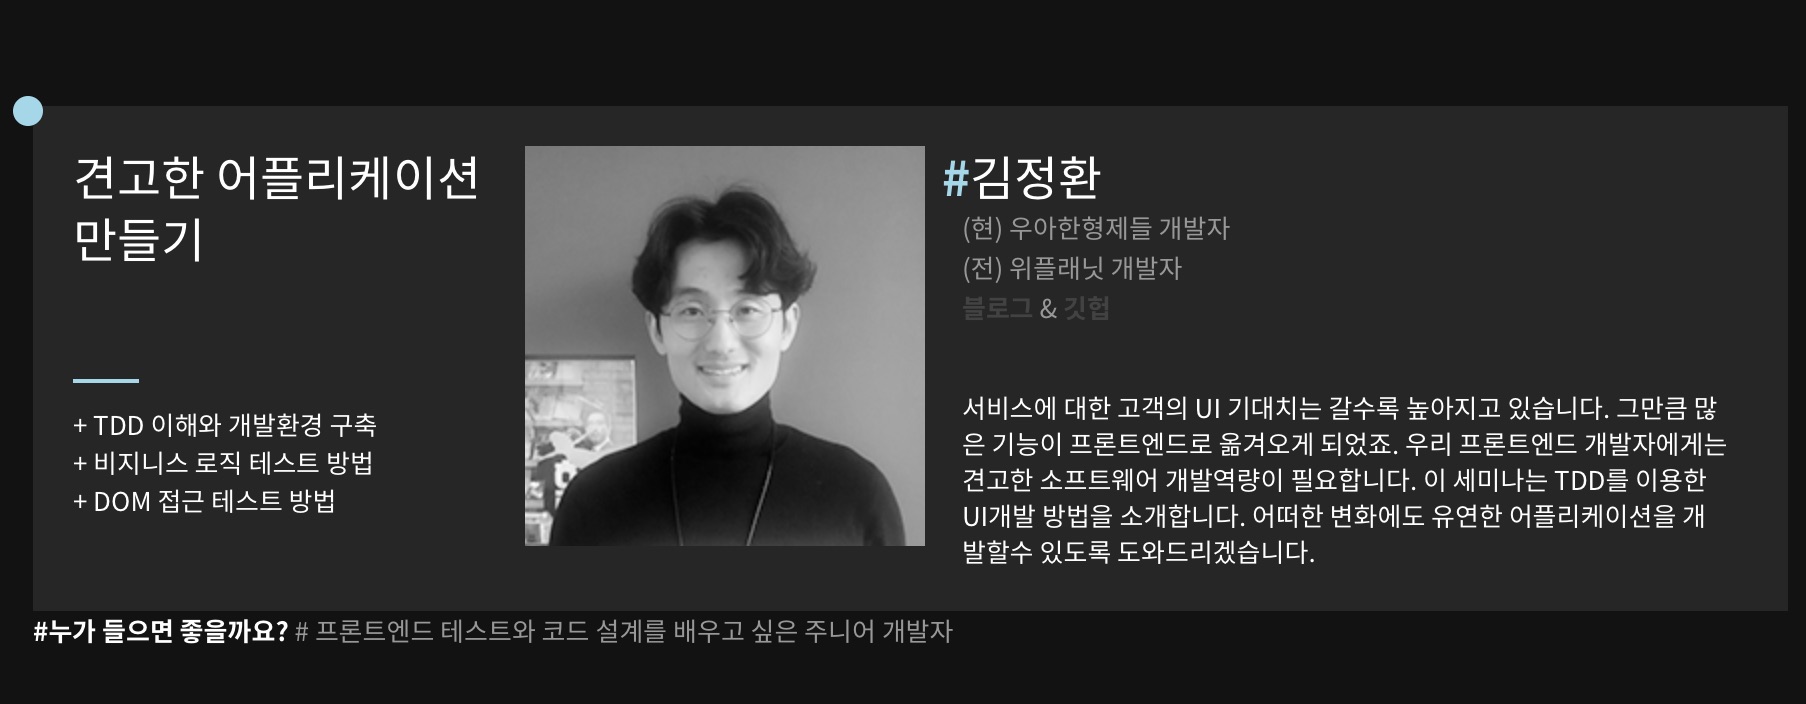 견고한 어플리케이션
만들기
+ TDD 이해와 개발환경 구축
+ 비지니스 로직 테스트 방법
+ DOM 접근 테스트 방법
#김정환
(현) 우아한형제들 개발자
(전) 위플래닛 개발자
블로그 & 깃헙
서비스에 대한 고객의 UI 기대치는 갈수록 높아지고 있습니다. 그만큼 많
은 기능이 프론트엔드로 옮겨오게 되었죠. 우리 프론트엔드 개발자에게는
견고한 소프트웨어 개발역량이 필요합니다. 이 세미나는 TDD를 이용한
UI개발 방법을 소개합니다. 어떠한 변화에도 유연한 어플리케이션을 개
발할수 있도록 도와드리겠습니다.
#누가 들으면 좋을까요? # 프론트엔드 테스트와 코드 설계를 배우고 싶은 주니어 개발자